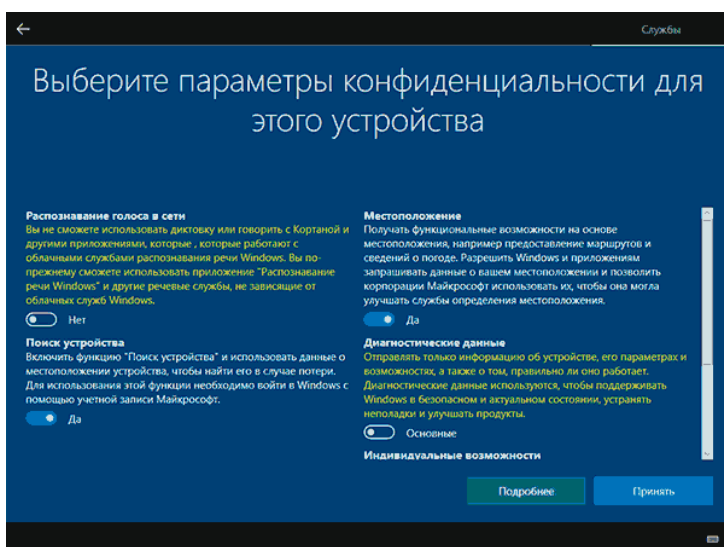 Службы
Выберите параметры конфиденциальности для
этого устройства
Распознавание голоса в сети
Вы не сможете использовать диктовку или говорить с Кортаной и
другими приложениями, которые , которые работают с
облачными службами распознавания речи Windows. Вы по-
прежнему сможете использовать приложение "Распознавание
речи Windows" и другие речевые службы, не зависящие от
облачных служб Windows.
Нет
Поиск устройства
Включить функцию "Поиск устройства" и использовать данные о
местоположении устройства, чтобы найти его в случае потери.
Для использования этой функции необходимо войти в Windows с
помощью учетной записи Майкрософт.
Да
Местоположение
Получать функциональные возможности на основе
местоположения, например предоставление маршрутов и
сведений о погоде. Разрешить Windows и приложениям
запрашивать данные о вашем местоположении и позволить
корпорации Майкрософт использовать их, чтобы она могла
улучшать службы определения местоположения.
Да
Диагностические данные
Отправлять только информацию об устройстве, его параметрах и
возможностях, а также о том, правильно ли оно работает.
Диагностические данные используются, чтобы поддерживать
Windows в безопасном и актуальном состоянии, устранять
неполадки и улучшать продукты.
Основные
Индивидуальные возможности
Подробнее
Принять